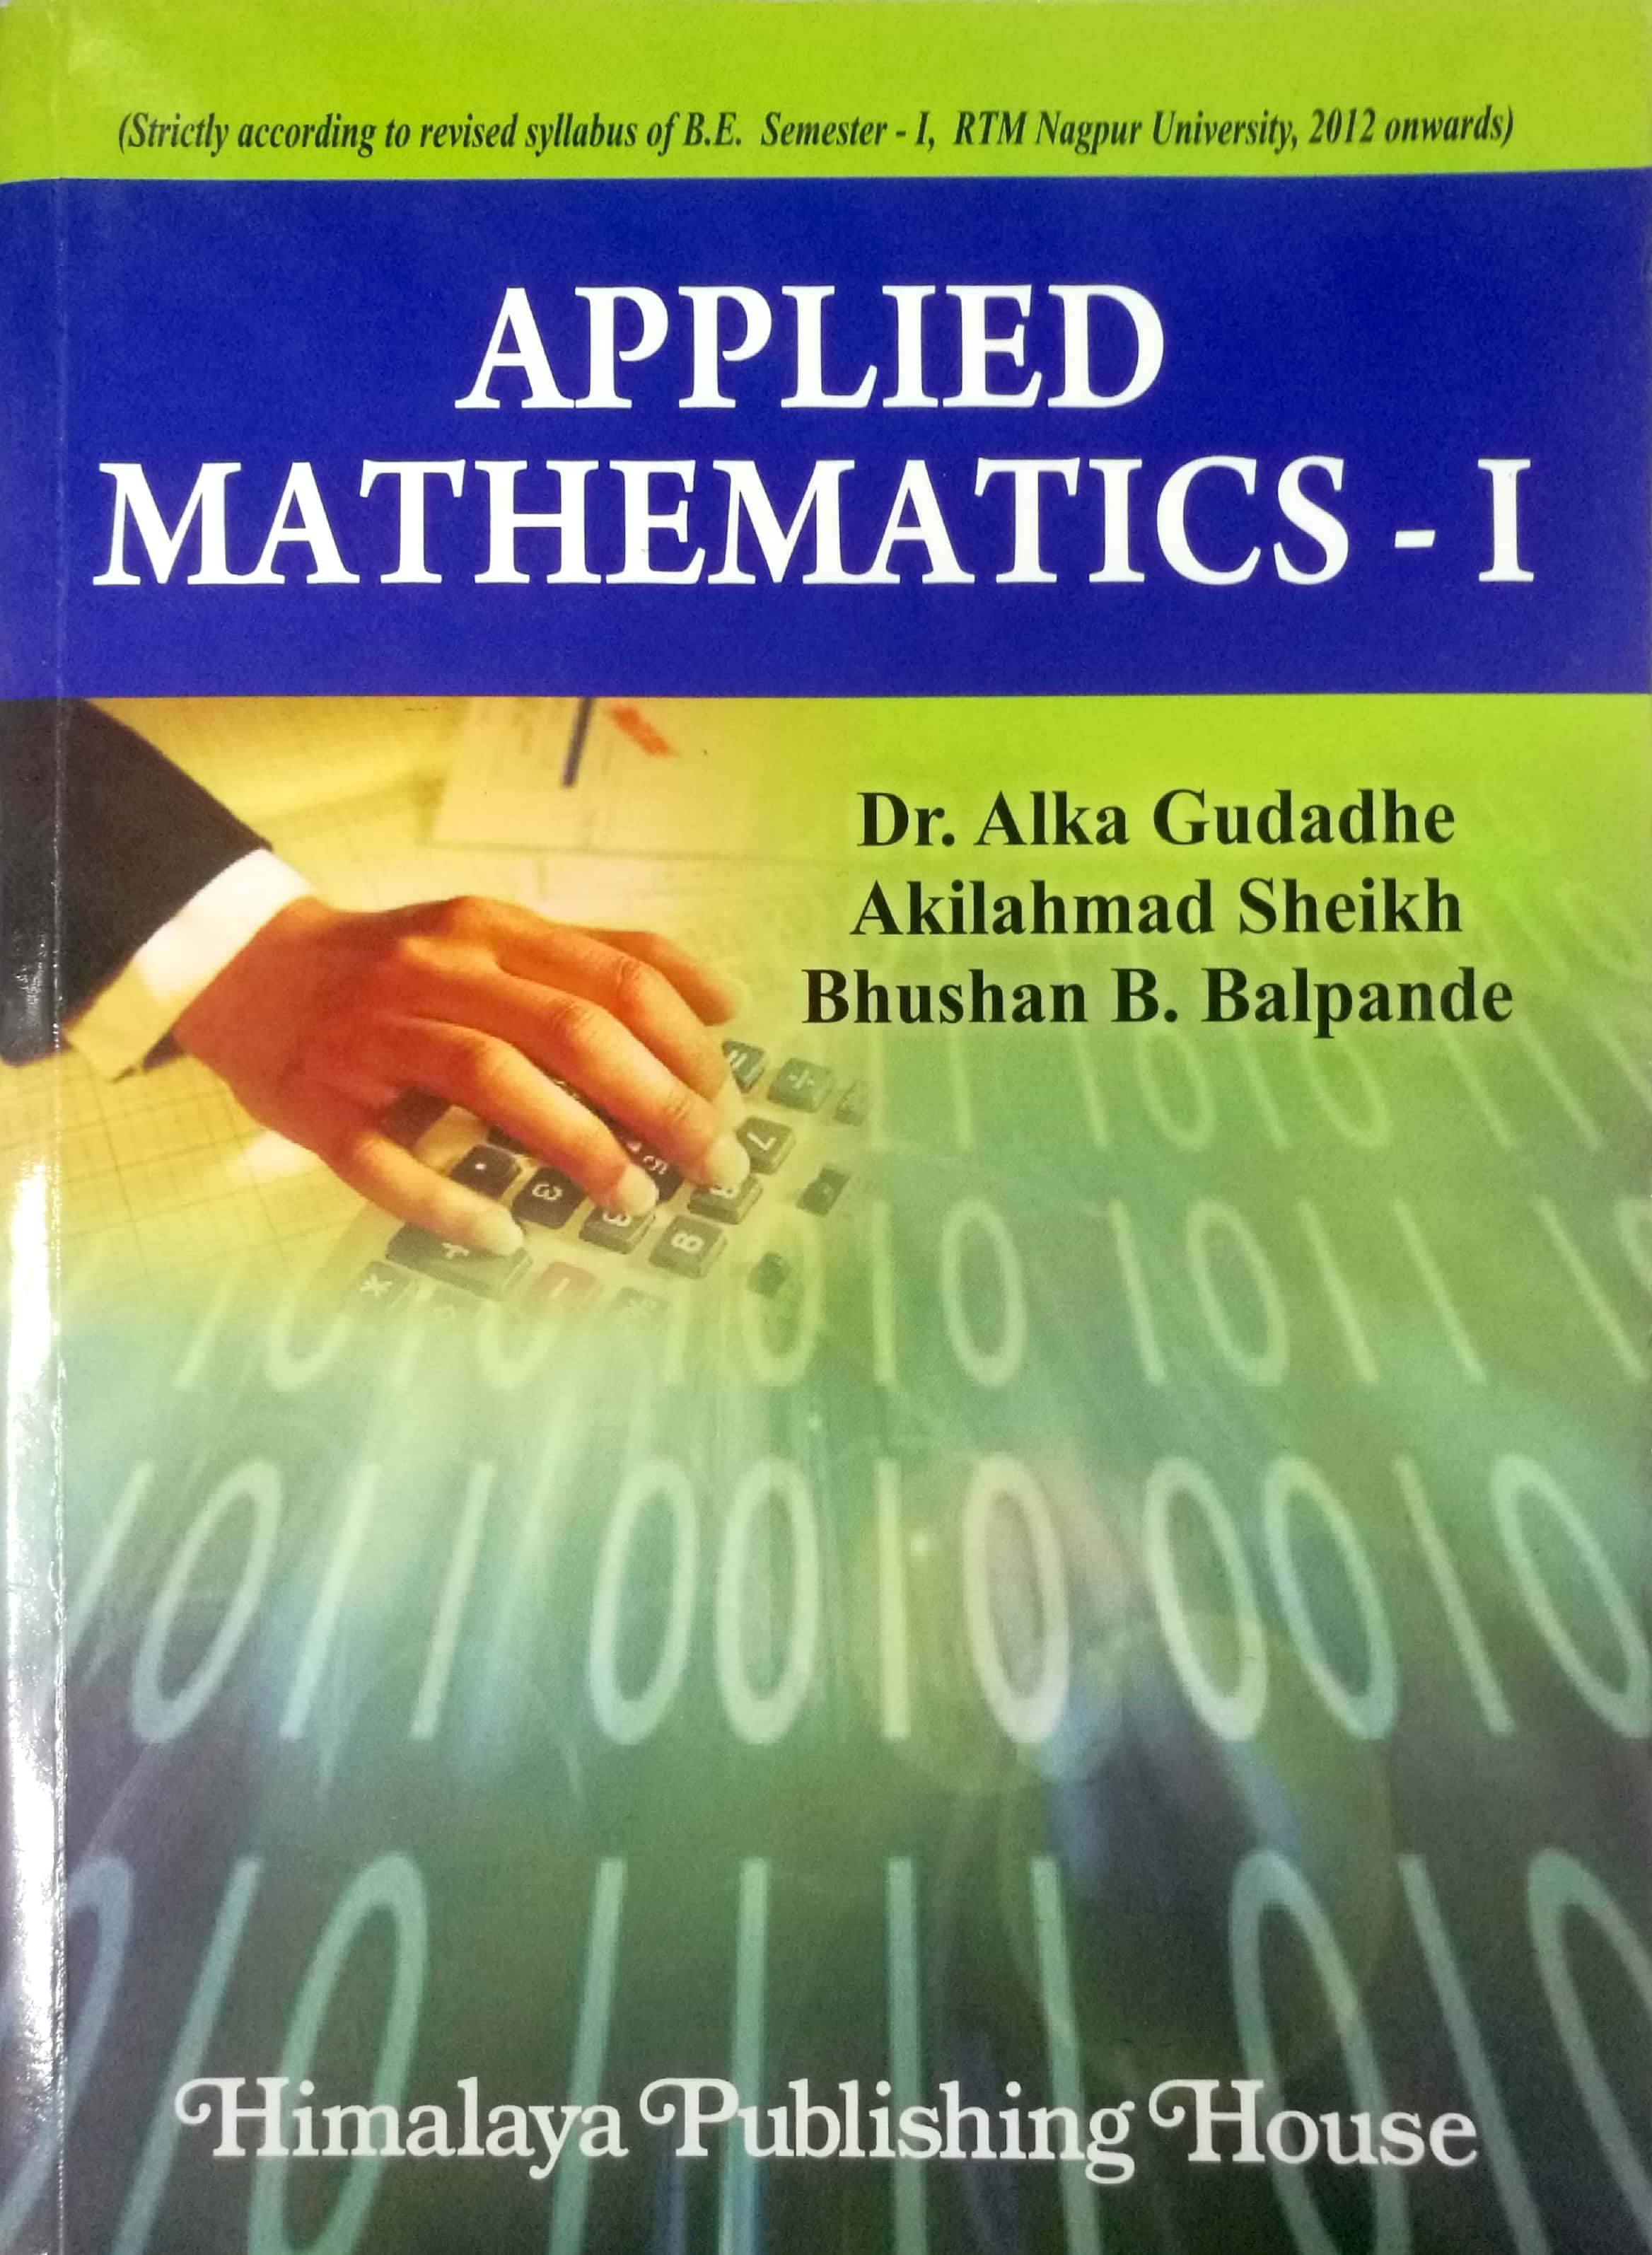 (Strictly according to revised syllabus of B.E. Semester - I, RTM Nagpur University, 2012 onwards)
APPLIED
MATHEMATICS - I
Dr. Alka Gudadhe
Akilahmad Sheikh
Bhushan B. Balpande
Himalaya Publishing House